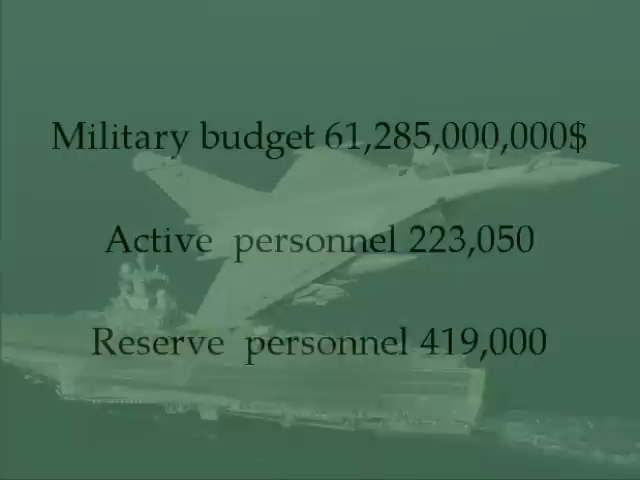 Military budget 61,285,000,000$
Active personnel 223,050
Reserve personnel 419,000